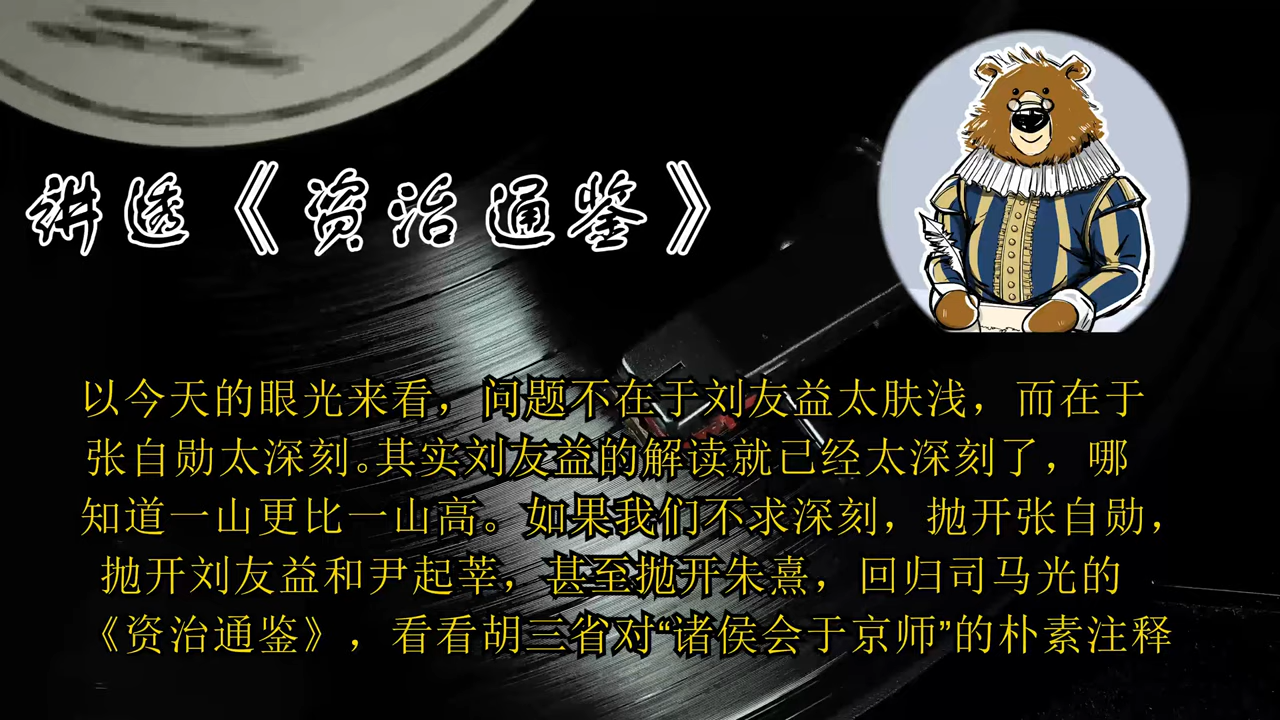 讲透《资治通鉴》
以今天的眼光来看，问题不在于刘友益太肤浅，而在于
张自勋太深刻。其实刘友益的解读就已经太深刻了，哪
知道一山更比一山高。如果我们不求深刻，抛开张自勋，
抛开刘友益和尹起莘，甚至抛开朱熹，回归司马光的
《资治通鉴》，看看胡三省对“诸侯会于京师”的朴素注释